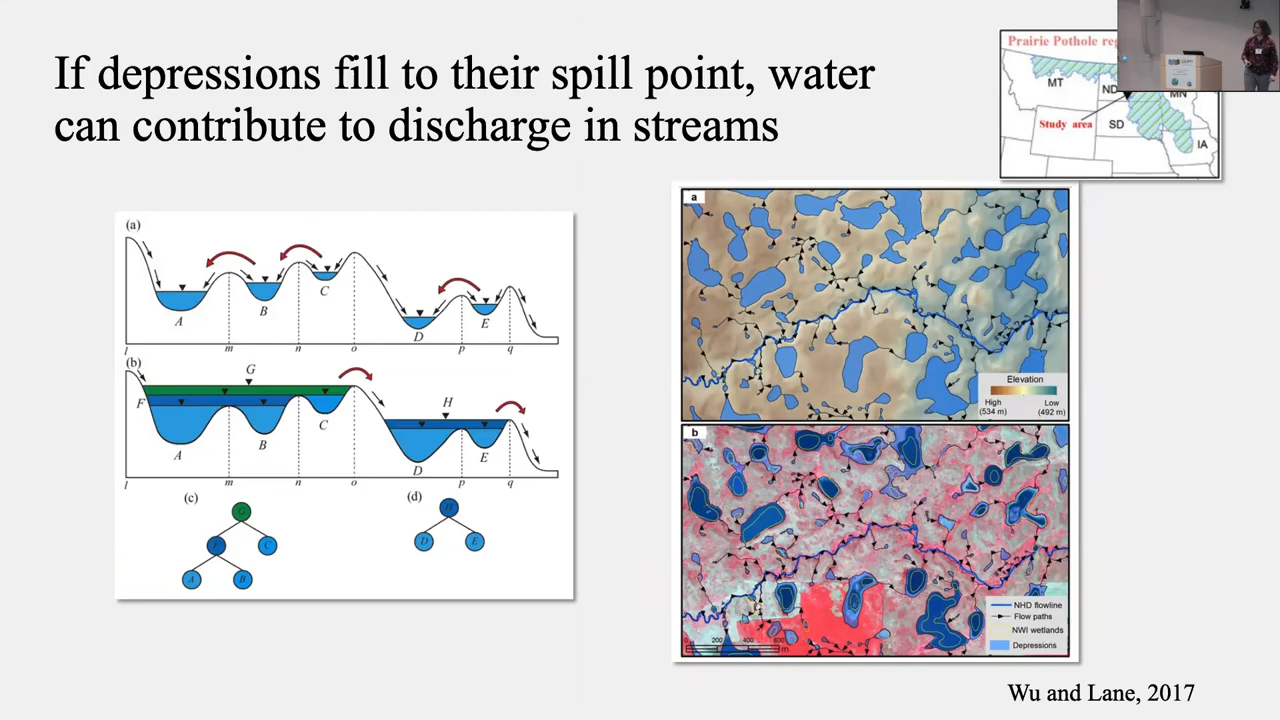 If depressions fill to their spill point, water
can contribute to discharge in streams
Prairie Pothole reg
MT
ND
MN
Study area
SD
IA
(a)
A
B
C
D
E
l
m
n
o
p
q
(b)
G
F
H
A
B
C
D
E
l
m
n
o
p
q
(c)
(d)
G
H
F
C
D
E
A
B
a
Elevation
High
Low
(534 m)
(492 m)
b
NHD flowline
Flow paths
NWI wetlands
Depressions
0
200
400
600
m
Wu and Lane, 2017